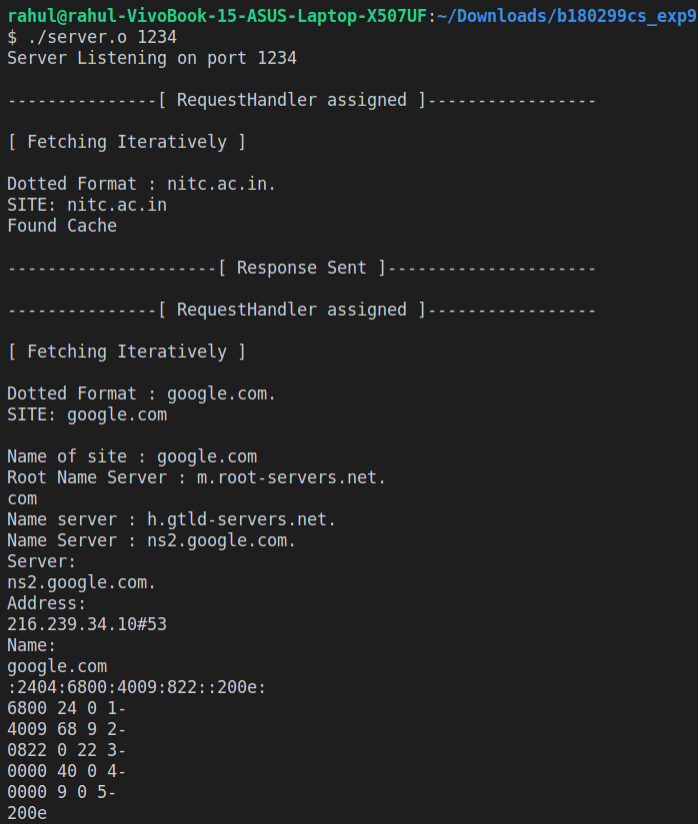 rahul@rahul-VivoBook-15-ASUS-Laptop-X507UF:~/Downloads/b180299cs_exp9
$ ./server.o 1234
Server Listening on port 1234
---------------[ RequestHandler assigned ]-----------------
[ Fetching Iteratively ]
Dotted Format : nitc.ac.in.
SITE: nitc.ac.in
Found Cache
---------------------[ Response Sent ]---------------------
---------------[ RequestHandler assigned ]-----------------
[ Fetching Iteratively ]
Dotted Format : google.com.
SITE: google.com
Name of site : google.com
Root Name Server : m.root-servers.net.
com
Name server : h.gtld-servers.net.
Name Server : ns2.google.com.
Server:
ns2.google.com.
Address:
216.239.34.10#53
Name:
google.com
:2404:6800:4009:822::200e:
6800 24 0 1-
4009 68 9 2-
0822 0 22 3-
0000 40 0 4-
0000 9 0 5-
200e